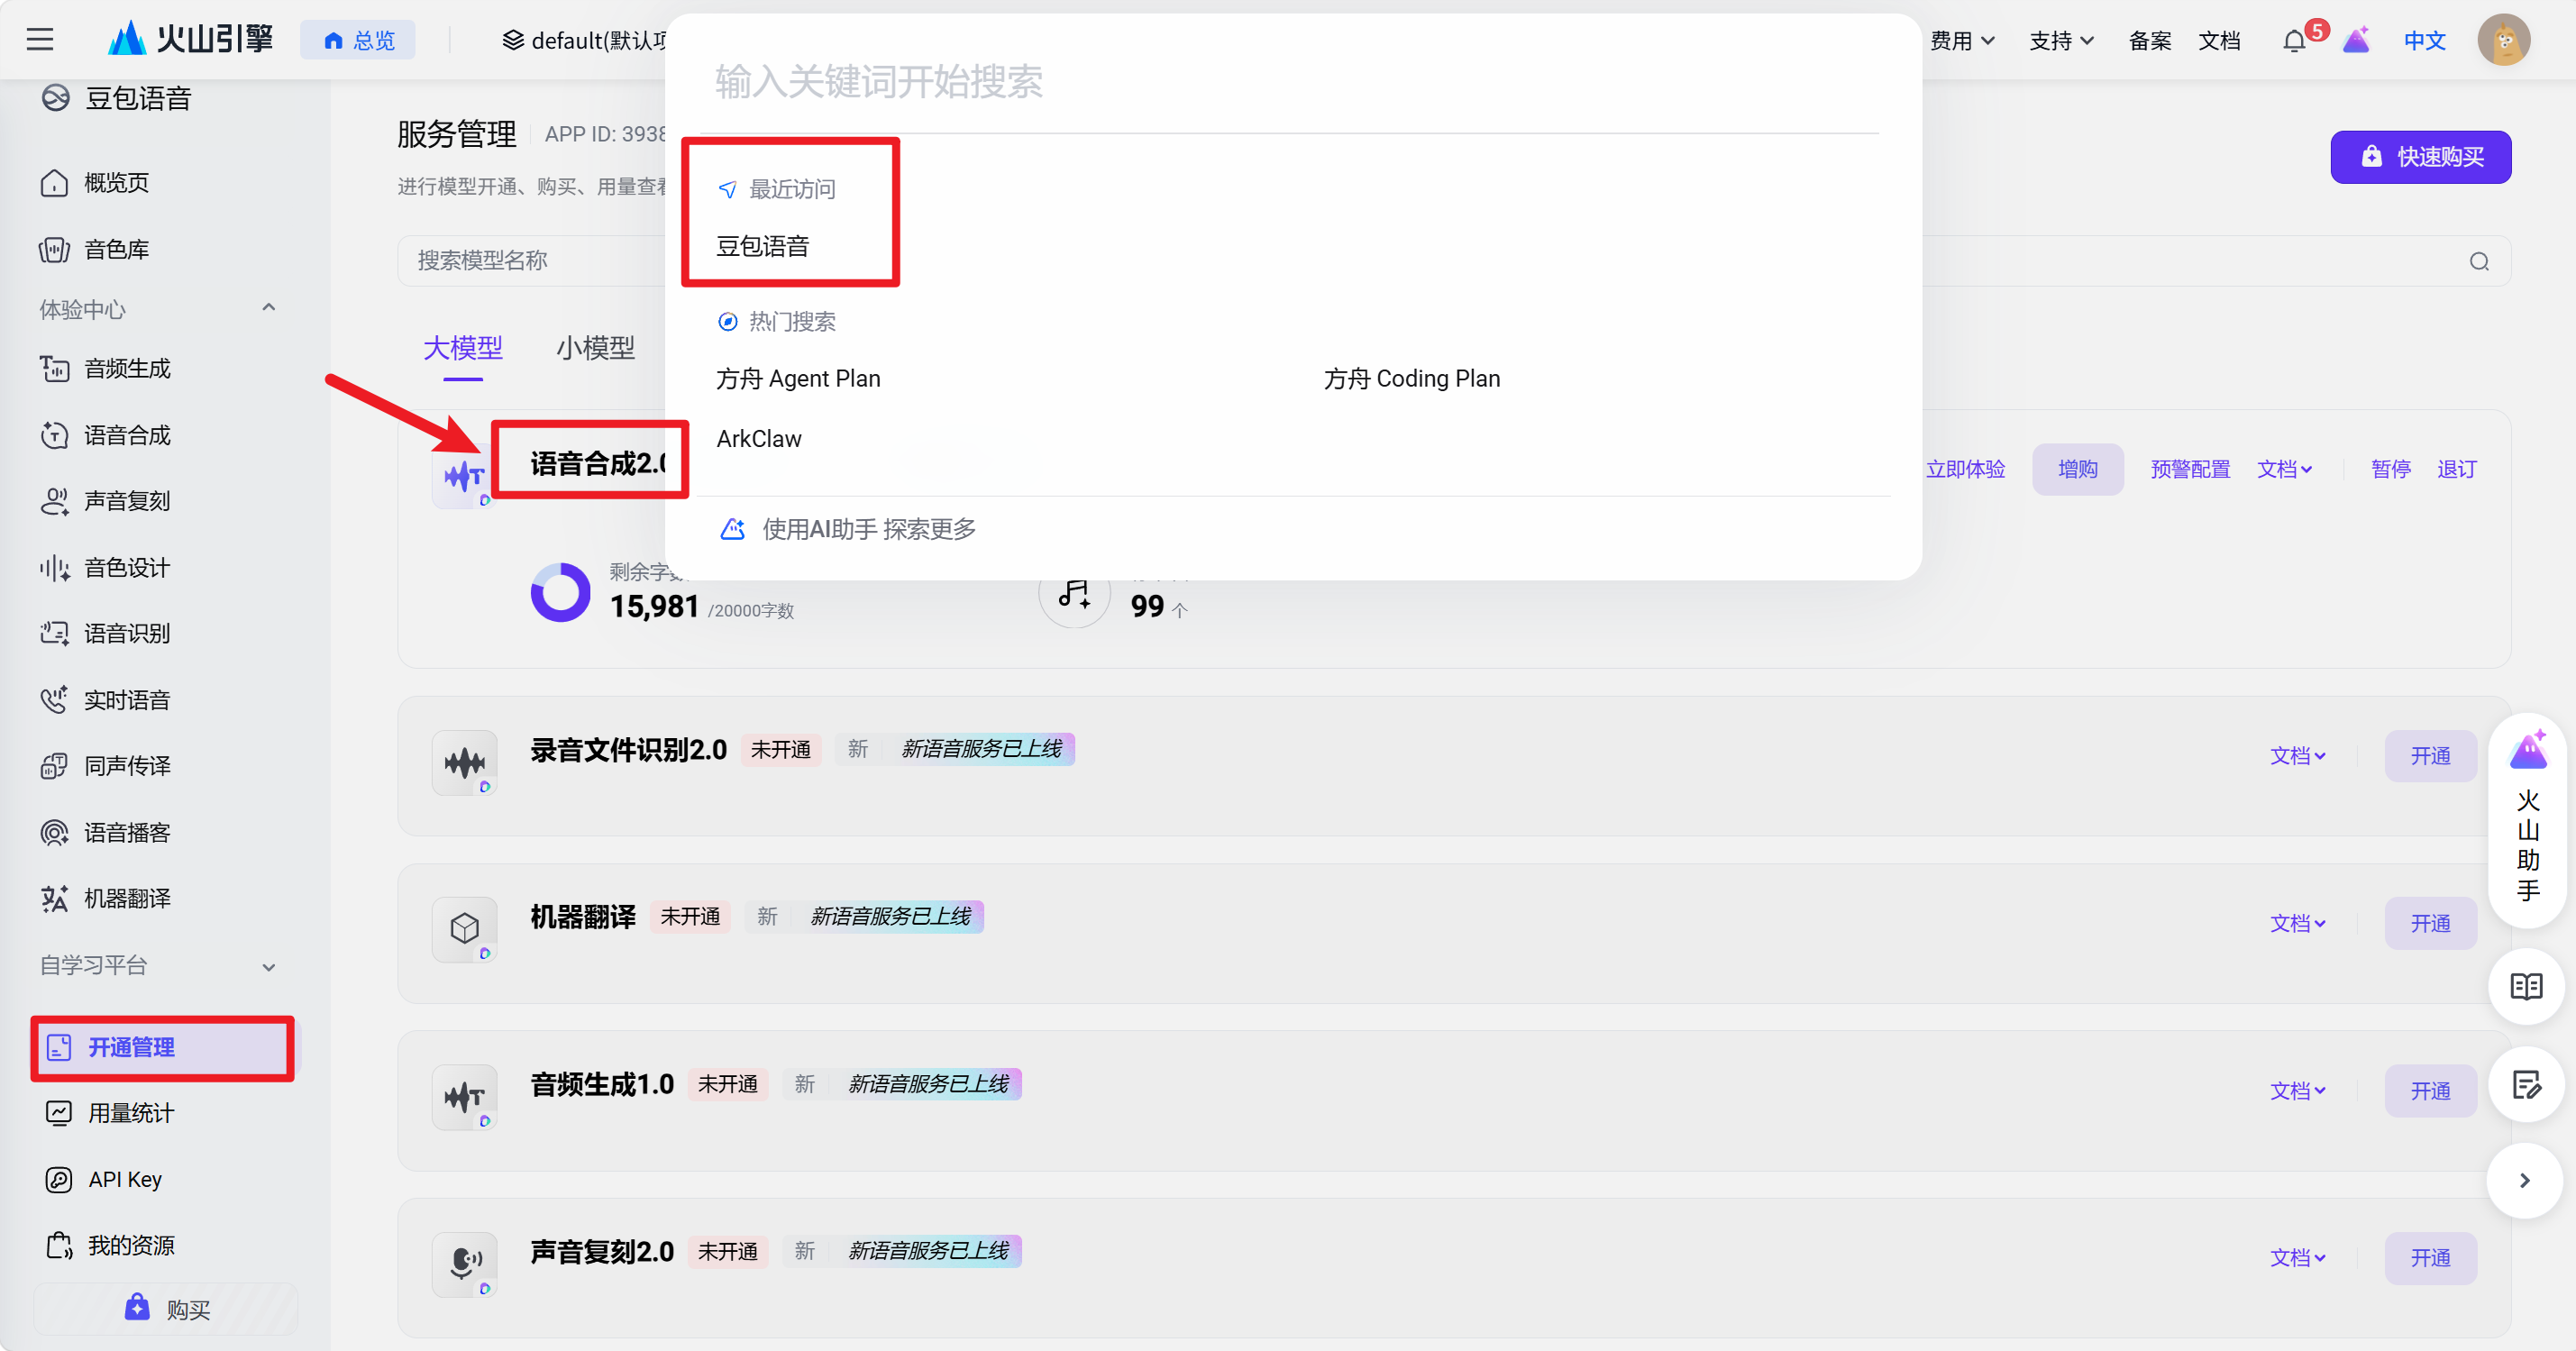 火山引擎
总览
default(默认项
费用
支持
备案
文档
5
中文
豆包语音
概览页
音色库
体验中心
音频生成
语音合成
声音复刻
音色设计
语音识别
实时语音
同声传译
语音播客
机器翻译
自学习平台
开通管理
用量统计
API Key
我的资源
购买
服务管理
APP ID: 3938
进行模型开通、购买、用量查看
快速购买
搜索模型名称
大模型
小模型
输入关键词开始搜索
最近访问
豆包语音
热门搜索
方舟 Agent Plan
方舟 Coding Plan
ArkClaw
使用AI助手 探索更多
语音合成2.0
立即体验
增购
预警配置
文档
暂停
退订
剩余字数
15,981 /20000字数
99 个
录音文件识别2.0 未开通 新 新语音服务已上线
文档
开通
机器翻译 未开通 新 新语音服务已上线
文档
开通
音频生成1.0 未开通 新 新语音服务已上线
文档
开通
声音复刻2.0 未开通 新 新语音服务已上线
文档
开通
火
山
助
手